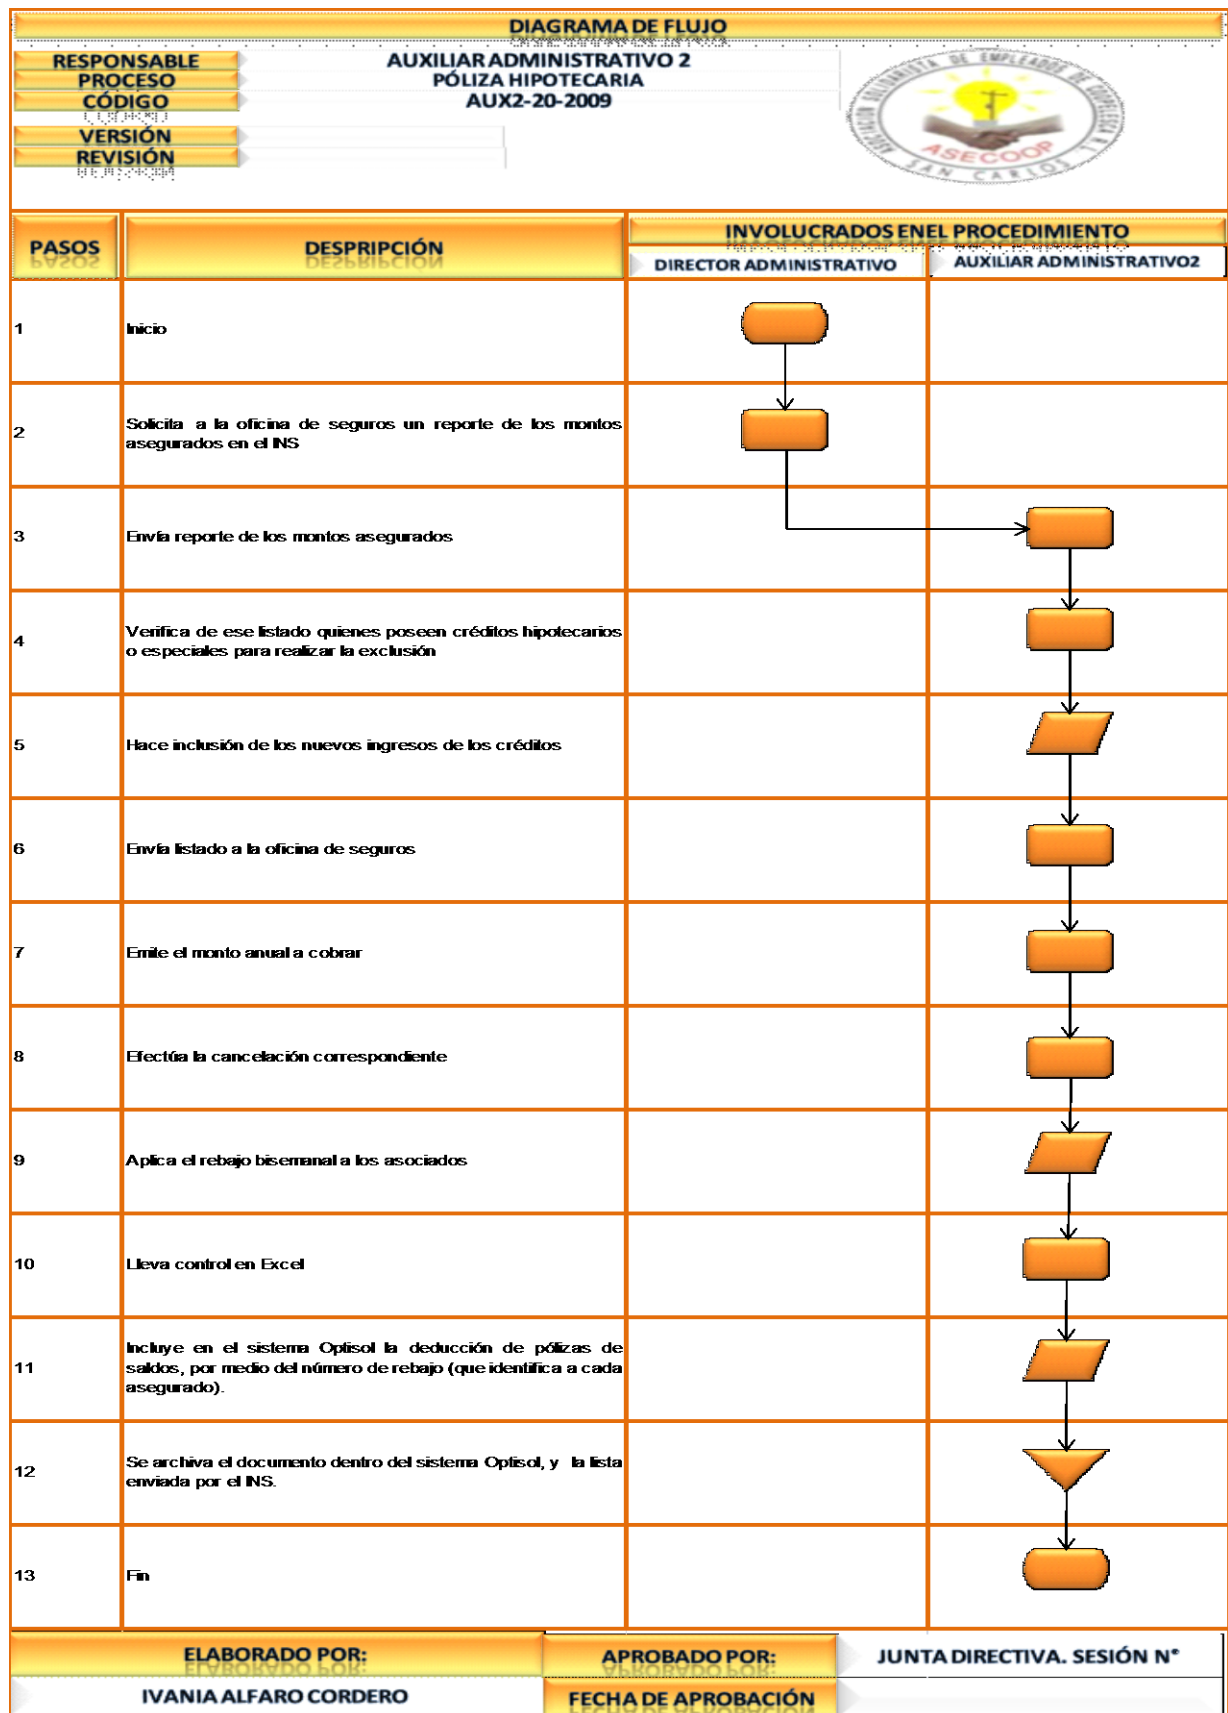 DIAGRAMA DE FLUJO
RESPONSABLE AUXILIAR ADMINISTRATIVO 2
PROCESO PÓLIZA HIPOTECARIA
CÓDIGO AUX2-20-2009
VERSIÓN
REVISIÓN
ASOCIACIÓN SOLIDARISTA DE EMPLEADOS DE COOPELESCA R.L
ASECOOP
SAN CARLOS
PASOS DESPRIPCIÓN INVOLUCRADOS ENEL PROCEDIMIENTO
DIRECTOR ADMINISTRATIVO AUXILIAR ADMINISTRATIVO2
1 Inicio
2 Solicita a la oficina de seguros un reporte de los montos
asegurados en el INS
3 Envía reporte de los montos asegurados
4 Verifica de ese listado quienes poseen créditos hipotecarios
o especiales para realizar la exclusión
5 Hace inclusión de los nuevos ingresos de los créditos
6 Envía listado a la oficina de seguros
7 Emite el monto anual a cobrar
8 Efectúa la cancelación correspondiente
9 Aplica el rebajo bisemanal a los asociados
10 Lleva control en Excel
11 Incluye en el sistema Optisol la deducción de pólizas de
saldos, por medio del número de rebajo (que identifica a cada
asegurado).
12 Se archiva el documento dentro del sistema Optisol, y la lista
enviada por el INS.
13 Fin
ELABORADO POR: APROBADO POR: JUNTA DIRECTIVA. SESIÓN N°
IVANIA ALFARO CORDERO FECHA DE APROBACIÓN